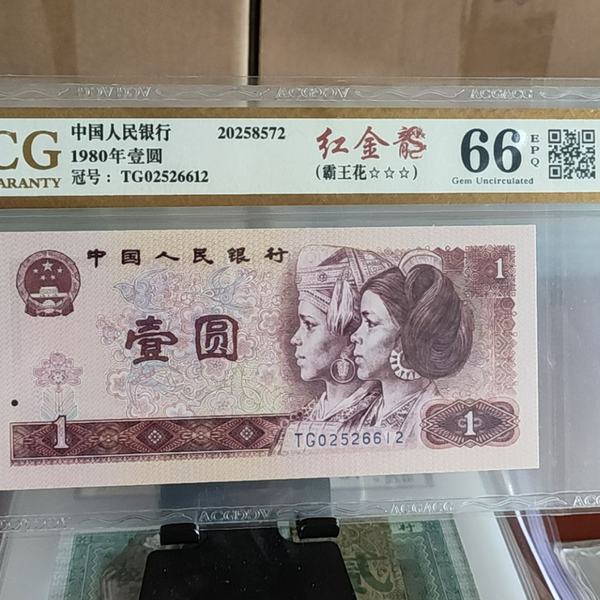 CG
ARANTY
中国人民银行
1980年壹圆
冠号: TG02526612
20258572
红金龍
(霸王花☆☆☆)
66
EPQ
Gem Uncirculated
中国人民银行
1
壹圆
1
TG02526612
1
ACGACG